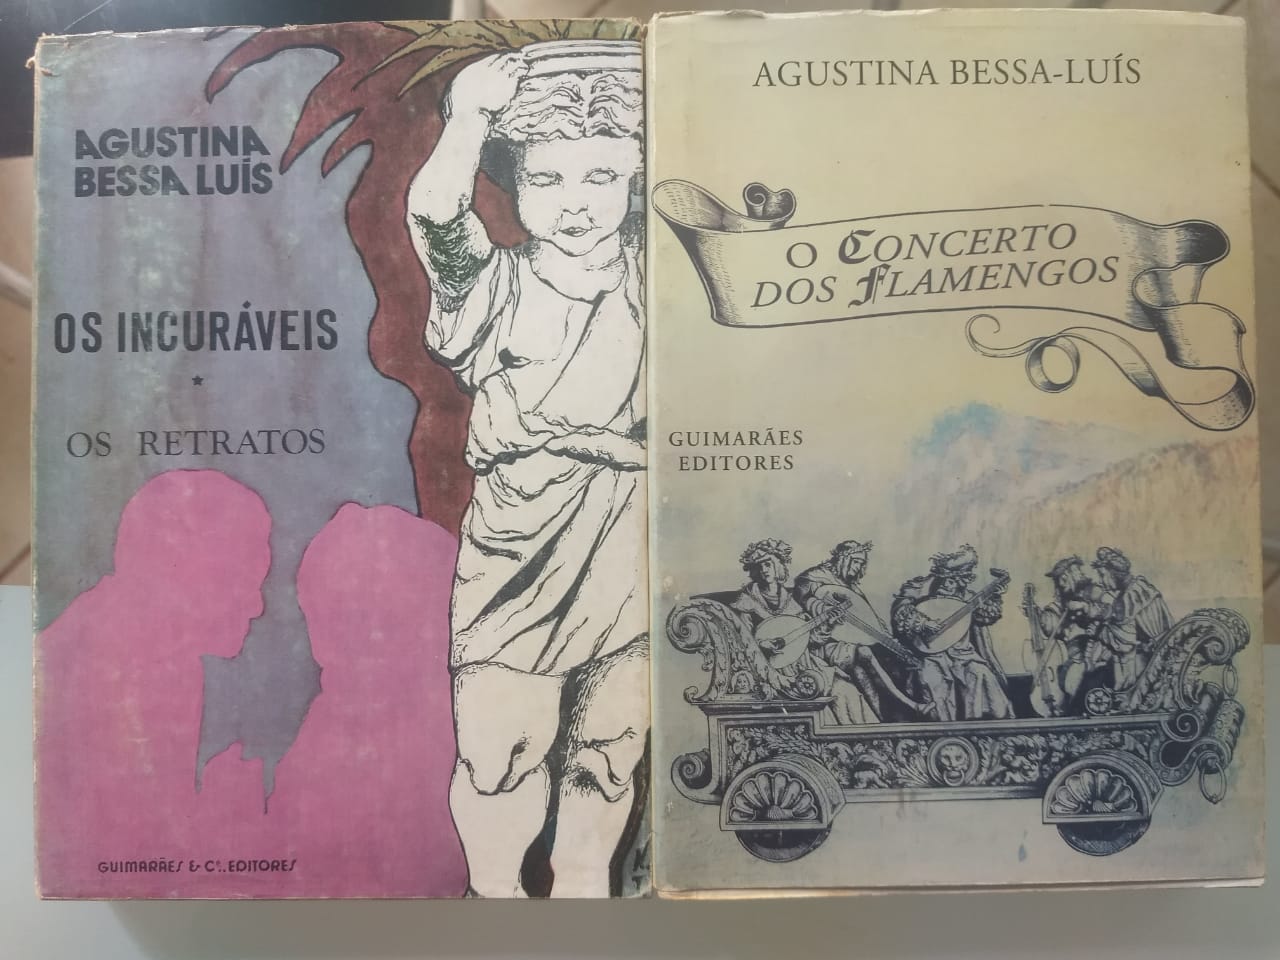 AGUSTINA
BESSA LUÍS
OS INCURÁVEIS
★
OS RETRATOS
GUIMARÃES & Cª. EDITORES
AGUSTINA BESSA-LUÍS
O CONCERTO
DOS FLAMENGOS
GUIMARÃES
EDITORES